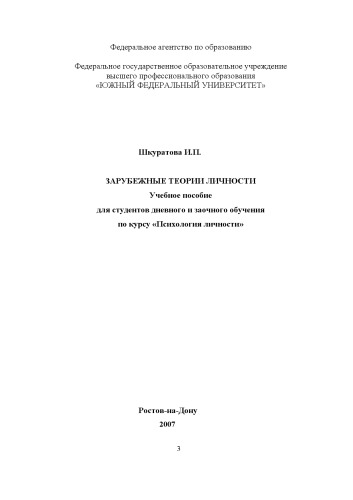 Федеральное агентство по образованию
Федеральное государственное образовательное учреждение
высшего профессионального образования
«ЮЖНЫЙ ФЕДЕРАЛЬНЫЙ УНИВЕРСИТЕТ»
Шкуратова И.П.
ЗАРУБЕЖНЫЕ ТЕОРИИ ЛИЧНОСТИ
Учебное пособие
для студентов дневного и заочного обучения
по курсу «Психология личности»
Ростов-на-Дону
2007
3